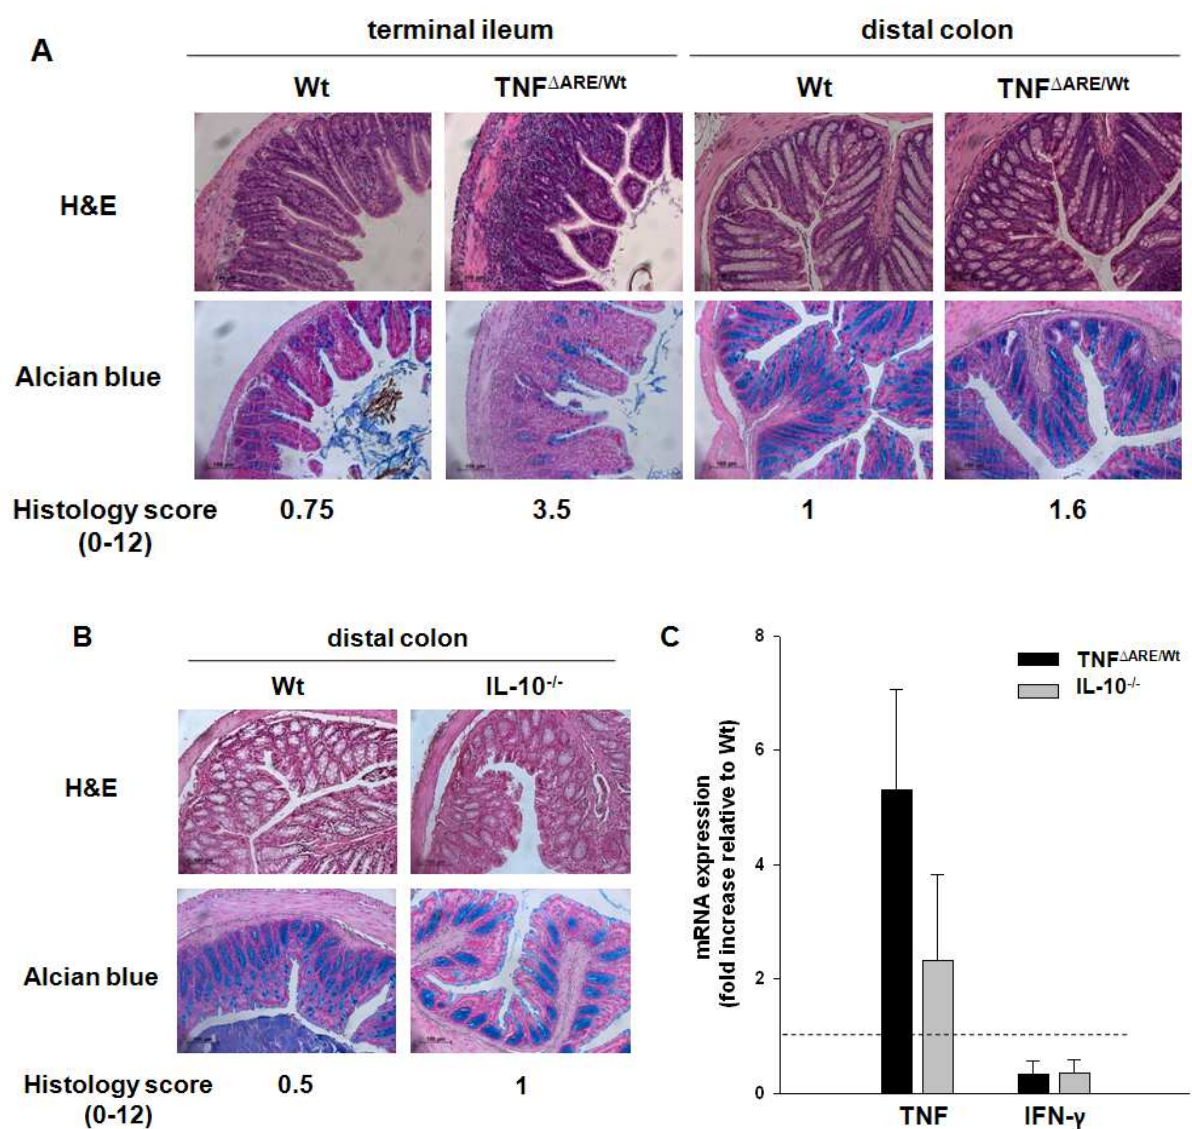 A
terminal ileum
distal colon
Wt
TNF^ΔARE/Wt
Wt
TNF^ΔARE/Wt
H&E
Alcian blue
Histology score
(0-12)
0.75
3.5
1
1.6
B
distal colon
Wt
IL-10^-/-
H&E
Alcian blue
Histology score
(0-12)
0.5
1
C
mRNA expression
(fold increase relative to Wt)
8
6
4
2
0
TNF^ΔARE/Wt
IL-10^-/-
TNF
IFN-γ